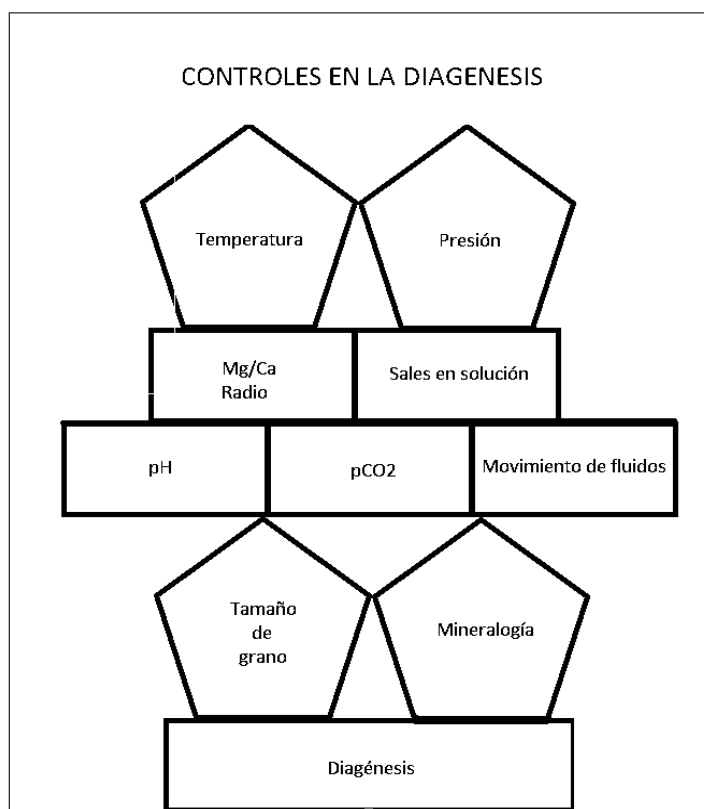 CONTROLES EN LA DIAGENESIS
Temperatura
Presión
Mg/Ca
Radio
Sales en solución
pH
pCO2
Movimiento de fluidos
Tamaño
de
grano
Mineralogía
Diagénesis